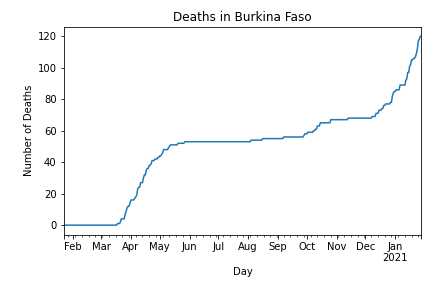 Deaths in Burkina Faso
120
100
80
60
40
20
0
Number of Deaths
Feb Mar Apr May Jun Jul Aug Sep Oct Nov Dec Jan
2021
Day